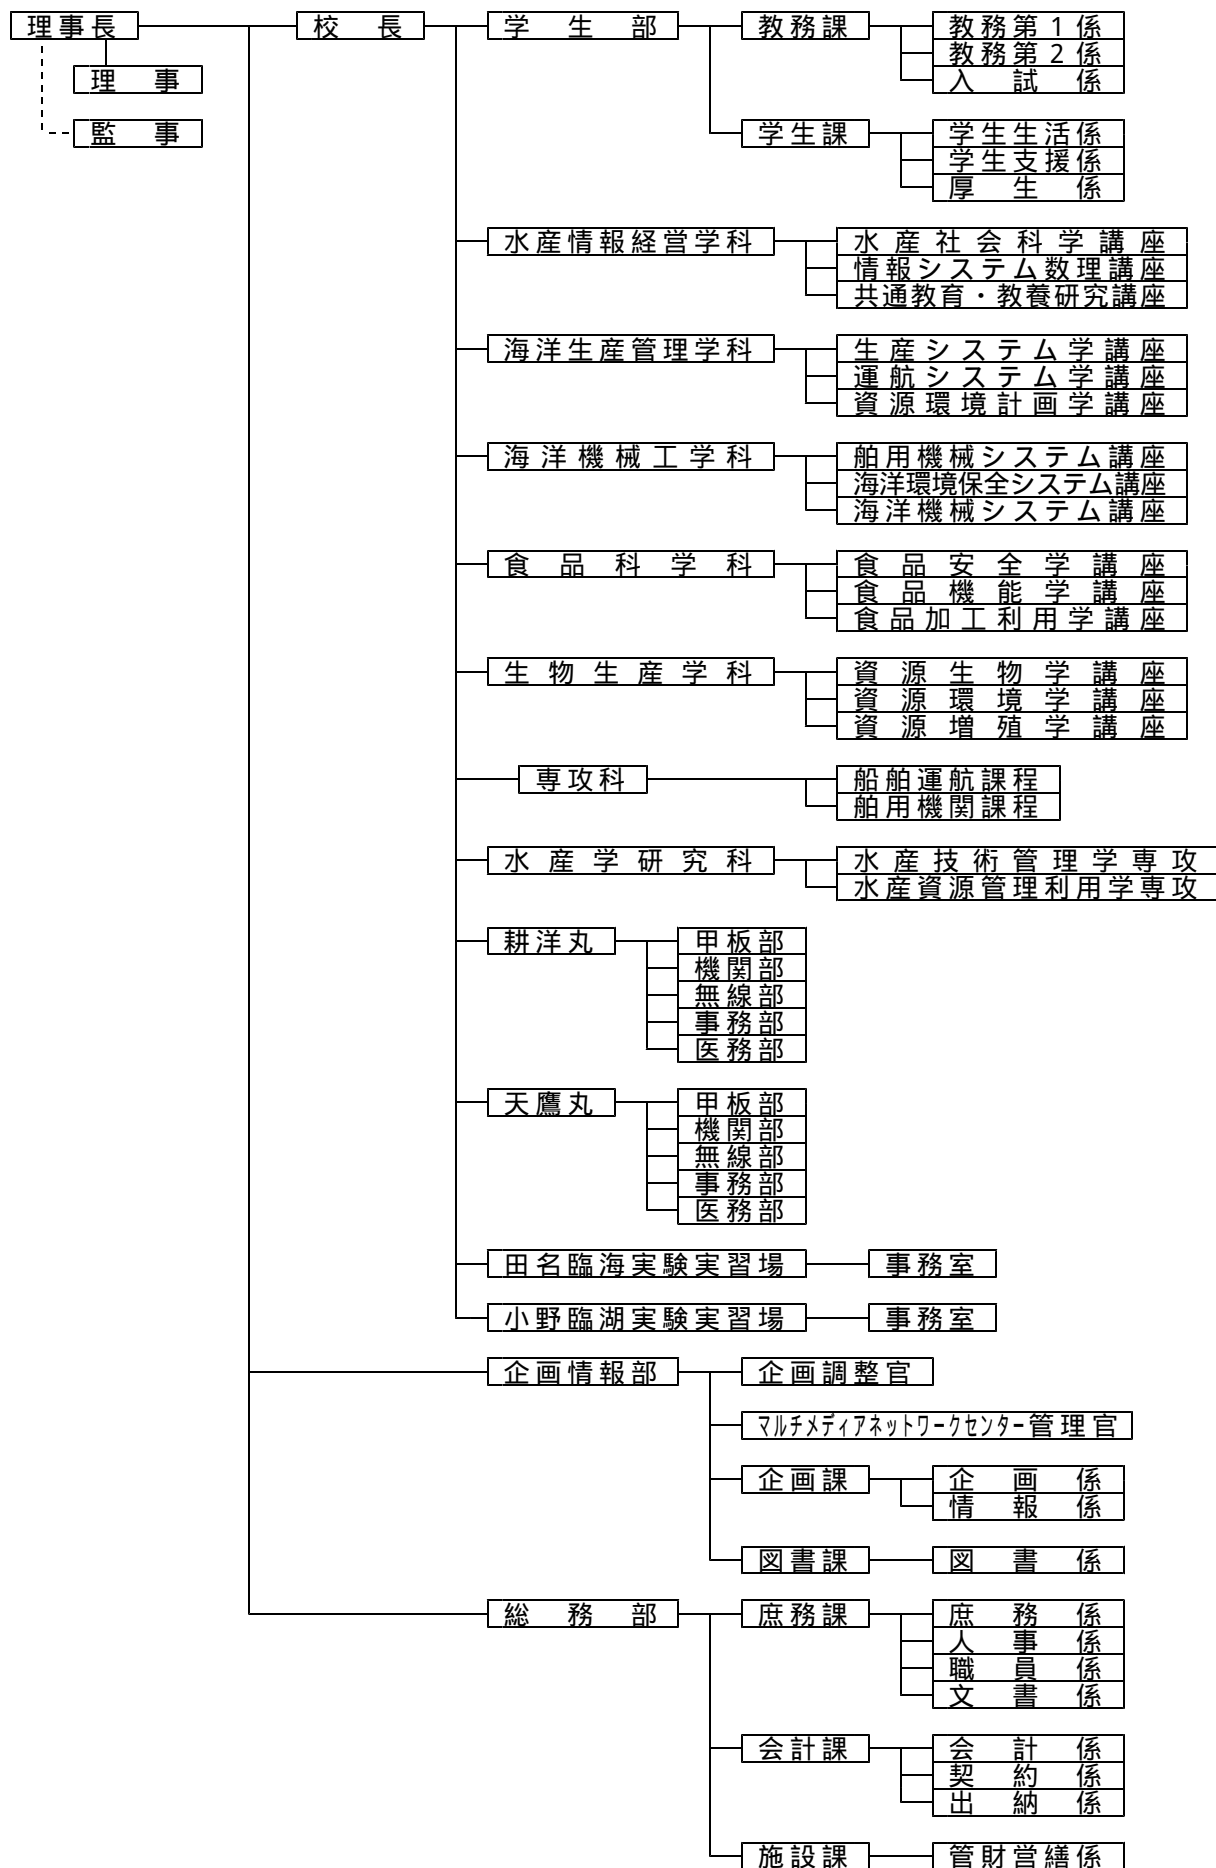 理事長 校長 学生部 教務課 教務第1係
教務第2係
理事 入試係
監事 学生課 学生生活係
学生支援係
厚生係
水産情報経営学科 水産社会科学講座
情報システム数理講座
共通教育・教養研究講座
海洋生産管理学科 生産システム学講座
運航システム学講座
資源環境計画学講座
海洋機械工学科 舶用機械システム講座
海洋環境保全システム講座
海洋機械システム講座
食品科学科 食品安全学講座
食品機能学講座
食品加工利用学講座
生物生産学科 資源生物学講座
資源環境学講座
資源増殖学講座
専攻科 船舶運航課程
舶用機関課程
水産学研究科 水産技術管理学専攻
水産資源管理利用学専攻
耕洋丸 甲板部
機関部
無線部
事務部
医務部
天鷹丸 甲板部
機関部
無線部
事務部
医務部
田名臨海実験実習場 事務室
小野臨湖実験実習場 事務室
企画情報部 企画調整官
マルチメディアネットワークセンター管理官
企画課 企画係
情報係
図書課 図書係
総務部 庶務課 庶務係
人事係
職員係
文書係
会計課 会計係
契約係
出納係
施設課 管財営繕係